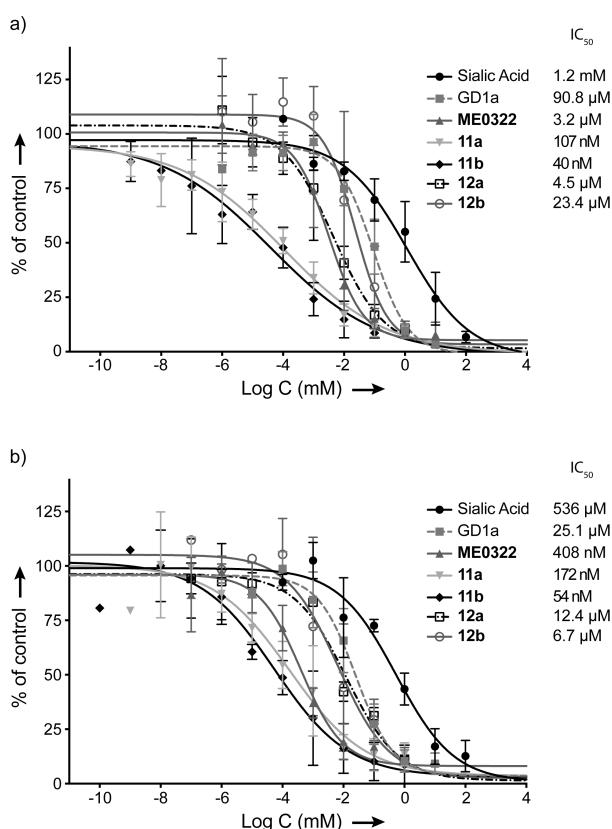 a)
IC50
125
100
75
50
25
0
% of control
Sialic Acid 1.2 mM
GD1a 90.8 µM
ME0322 3.2 µM
11a 107 nM
11b 40 nM
12a 4.5 µM
12b 23.4 µM
-10 -8 -6 -4 -2 0 2 4
Log C (mM)
b)
IC50
125
100
75
50
25
0
% of control
Sialic Acid 536 µM
GD1a 25.1 µM
ME0322 408 nM
11a 172 nM
11b 54 nM
12a 12.4 µM
12b 6.7 µM
-10 -8 -6 -4 -2 0 2 4
Log C (mM)